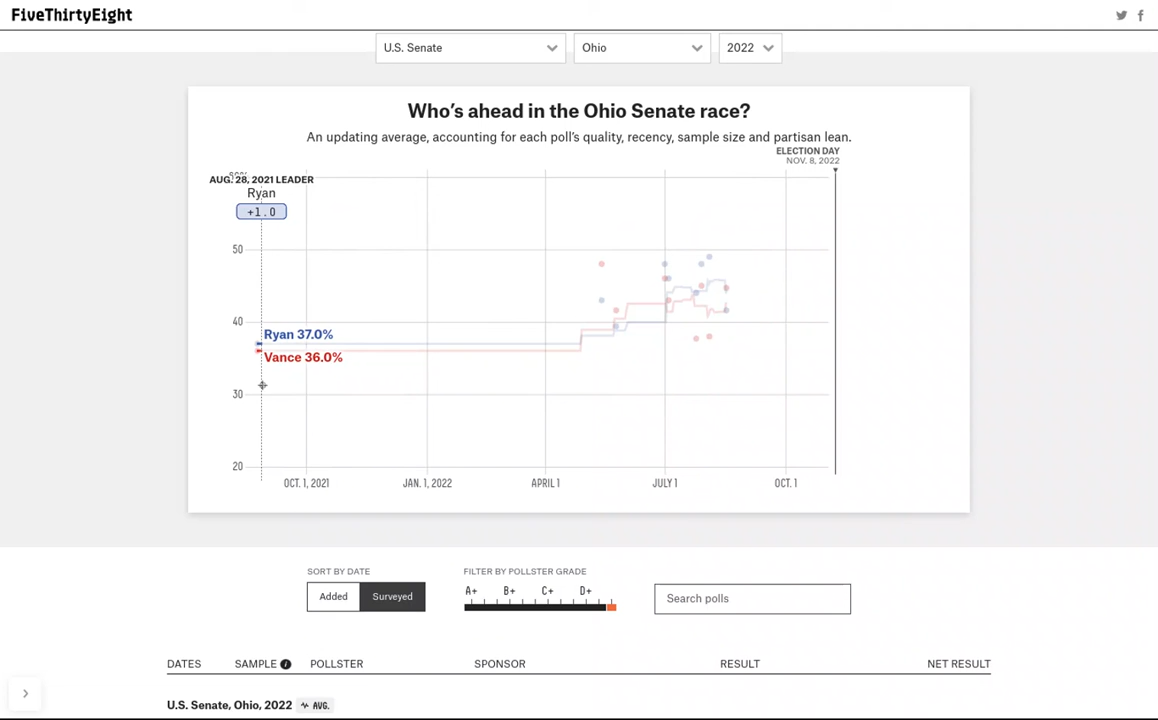 FiveThirtyEight
U.S. Senate
Ohio
2022
Who's ahead in the Ohio Senate race?
An updating average, accounting for each poll's quality, recency, sample size and partisan lean.
ELECTION DAY
NOV. 8, 2022
AUG. 28, 2021 LEADER
Ryan
+1.0
50
40
Ryan 37.0%
Vance 36.0%
30
20
OCT. 1, 2021
JAN. 1, 2022
APRIL 1
JULY 1
OCT. 1
SORT BY DATE
Added
Surveyed
FILTER BY POLLSTER GRADE
A+ B+ C+ D+
Search polls
DATES SAMPLE i POLLSTER SPONSOR RESULT NET RESULT
U.S. Senate, Ohio, 2022 AUG.